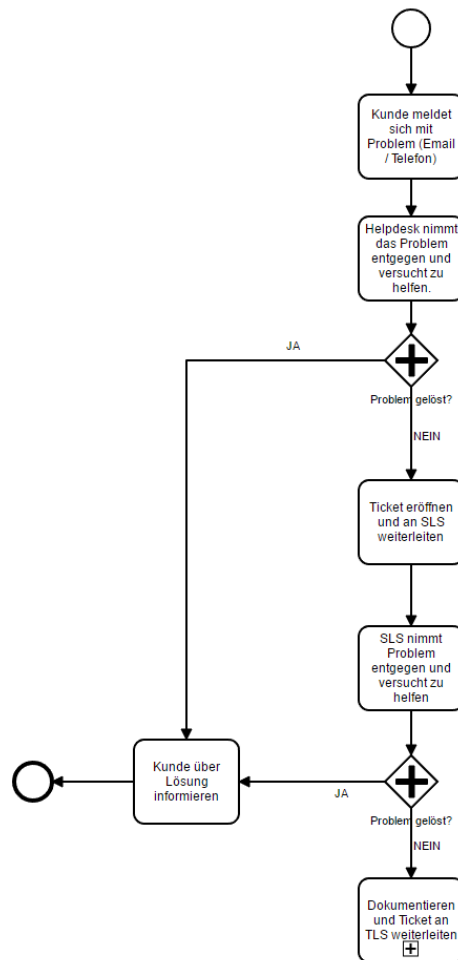 Kunde meldet
sich mit
Problem (Email
/ Telefon)
Helpdesk nimmt
das Problem
entgegen und
versucht zu
helfen.
JA
Problem gelöst?
NEIN
Ticket eröffnen
und an SLS
weiterleiten
SLS nimmt
Problem
entgegen und
versucht zu
helfen
Kunde über
Lösung
informieren
JA
Problem gelöst?
NEIN
Dokumentieren
und Ticket an
TLS weiterleiten